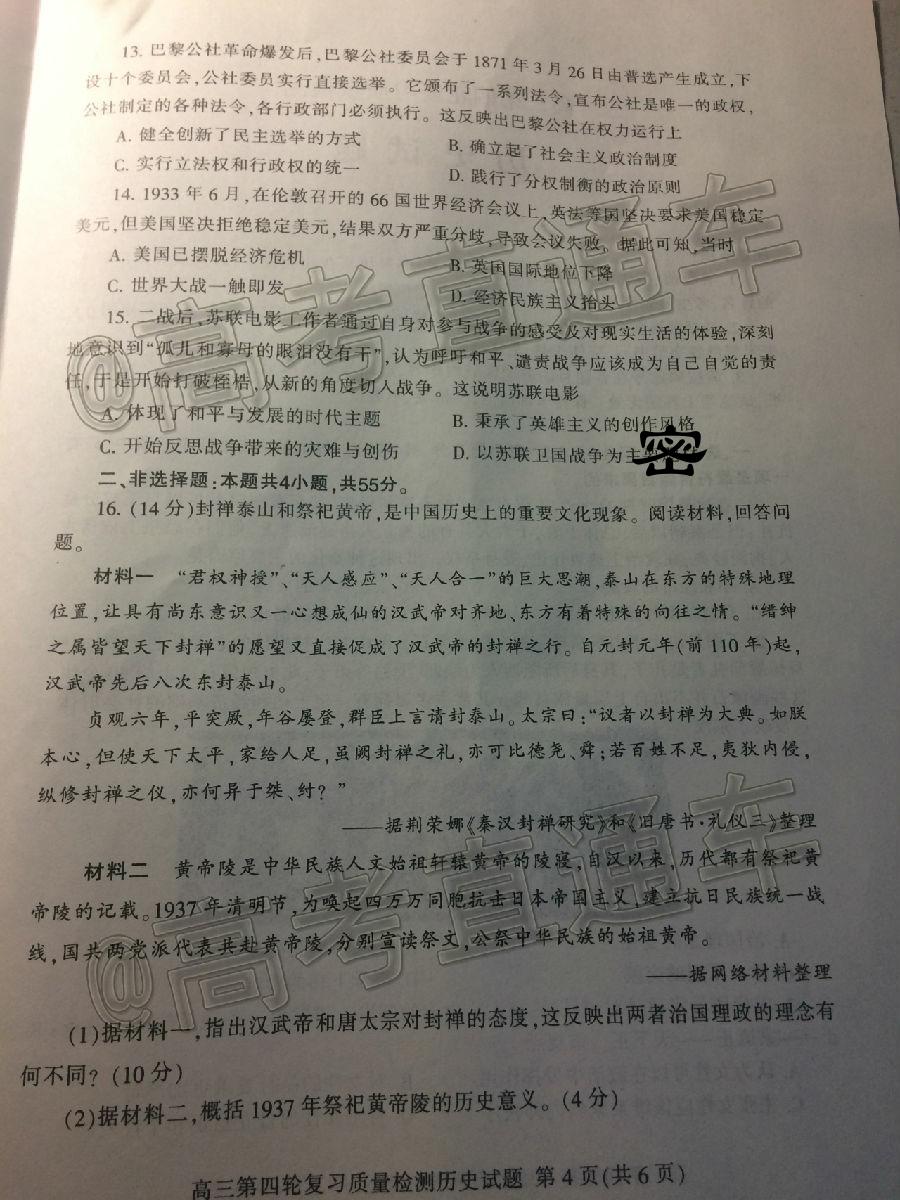 13. 巴黎公社革命爆发后,巴黎公社委员会于1871年3月26日由普选产生成立,下
设十个委员会,公社委员实行直接选举。它颁布了一系列法令,宣布公社是唯一的政权,
公社制定的各种法令,各行政部门必须执行。这反映出巴黎公社在权力运行上
A. 健全创新了民主选举的方式
B. 确立起了社会主义政治制度
C. 实行立法权和行政权的统一
D. 践行了分权制衡的政治原则
14. 1933年6月,在伦敦召开的66国世界经济会议上,英法等国坚决要求美国稳定
美元,但美国坚决拒绝稳定美元,结果双方严重分歧,导致会议失败。据此可知,当时
A. 美国已摆脱经济危机
B. 英国国际地位下降
C. 世界大战一触即发
D. 经济民族主义抬头
15. 二战后,苏联电影工作者通过自身对参与战争的感受及对现实生活的体验,深刻
地意识到“孤儿和寡母的眼泪没有干”,认为呼吁和平、谴责战争应该成为自己自觉的责
任,于是开始打破桎梏,从新的角度切入战争。这说明苏联电影
A. 体现了和平与发展的时代主题
B. 秉承了英雄主义的创作风格
C. 开始反思战争带来的灾难与创伤
D. 以苏联卫国战争为主
密
二、非选择题:本题共4小题,共55分。
16. (14分)封禅泰山和祭祀黄帝,是中国历史上的重要文化现象。阅读材料,回答问
题。
材料一 “君权神授”、“天人感应”、“天人合一”的巨大思潮,泰山在东方的特殊地理
位置,让具有尚东意识又一心想成仙的汉武帝对齐地、东方有着特殊的向往之情。“缙绅
之属皆望天下封禅”的愿望又直接促成了汉武帝的封禅之行。自元封元年(前110年)起,
汉武帝先后八次东封泰山。
贞观六年,平突厥,年谷屡登,群臣上言请封泰山。太宗曰:“议者以封禅为大典。如朕
本心,但使天下太平,家给人足,虽阙封禅之礼,亦可比德尧、舜;若百姓不足,夷狄内侵,
纵修封禅之仪,亦何异于桀、纣?”
——据荆荣娜《秦汉封禅研究》和《旧唐书·礼仪三》整理
材料二 黄帝陵是中华民族人文始祖轩辕黄帝的陵寝,自汉以来,历代都有祭祀黄
帝陵的记载。1937年清明节,为唤起四万万同胞抗击日本帝国主义,建立抗日民族统一战
线,国共两党派代表共赴黄帝陵,分别宣读祭文,公祭中华民族的始祖黄帝。
——据网络材料整理
(1)据材料一,指出汉武帝和唐太宗对封禅的态度,这反映出两者治国理政的理念有
何不同?(10分)
(2)据材料二,概括1937年祭祀黄帝陵的历史意义。(4分)
高三第四轮复习质量检测历史试题 第4页(共6页)
@高考直通车
@高考直通车